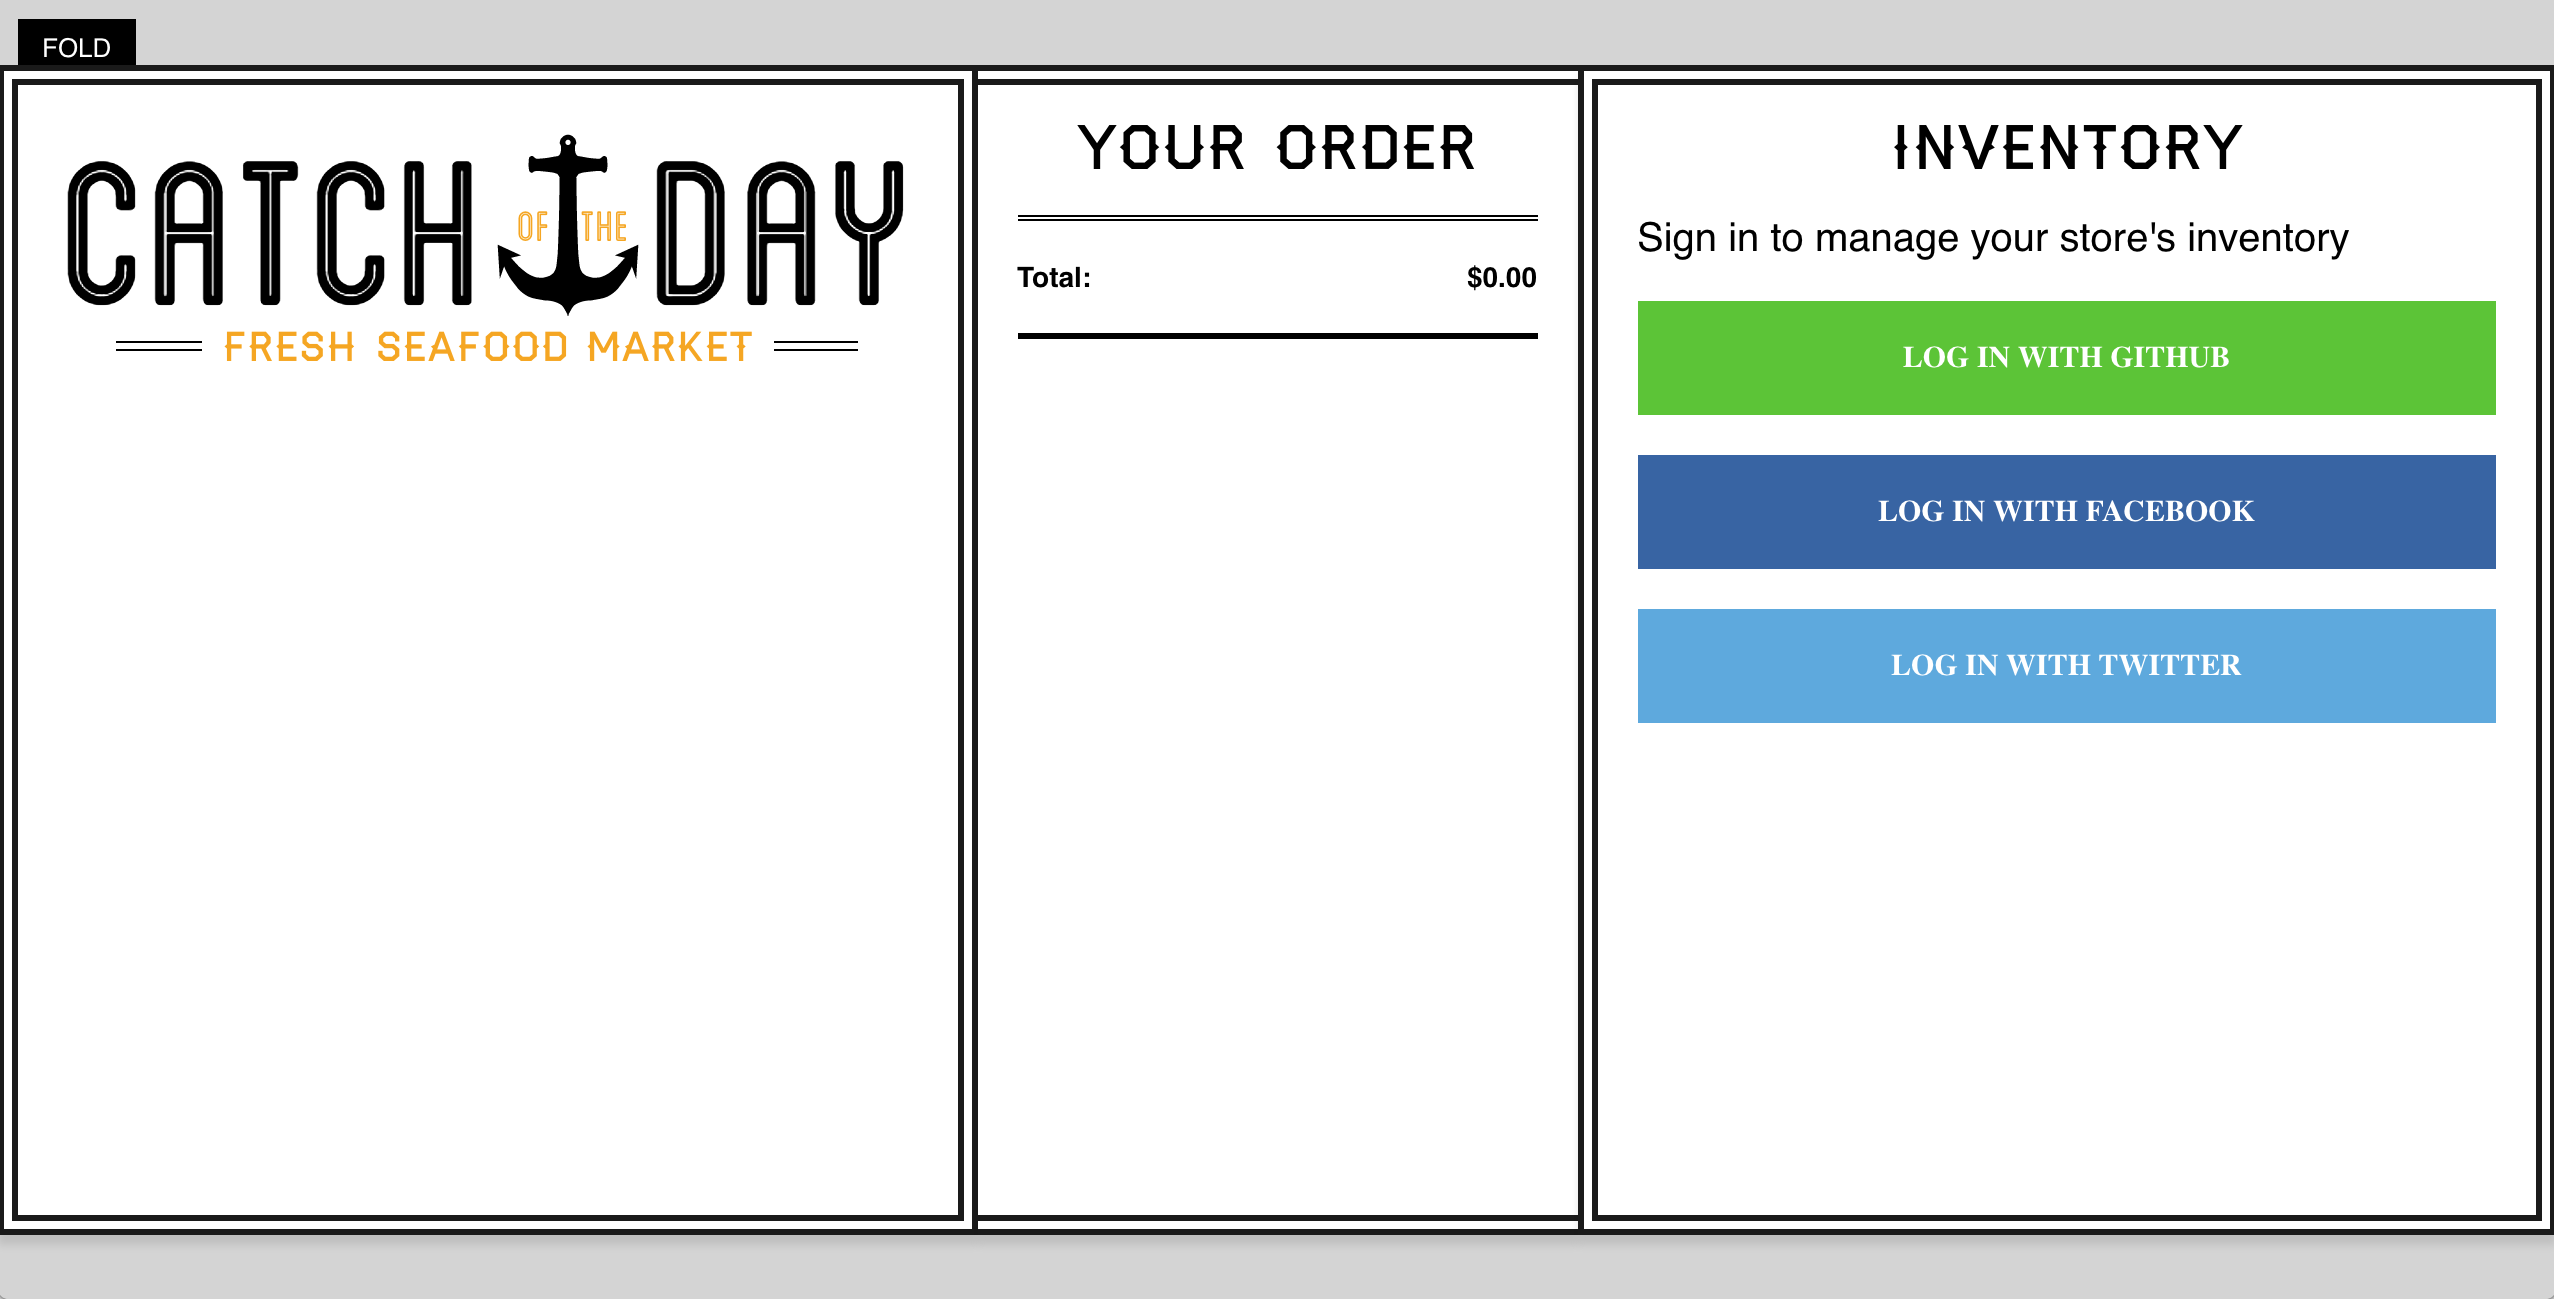 FOLD
CATCH OF THE DAY
FRESH SEAFOOD MARKET
YOUR ORDER
Total: $0.00
INVENTORY
Sign in to manage your store's inventory
LOG IN WITH GITHUB
LOG IN WITH FACEBOOK
LOG IN WITH TWITTER